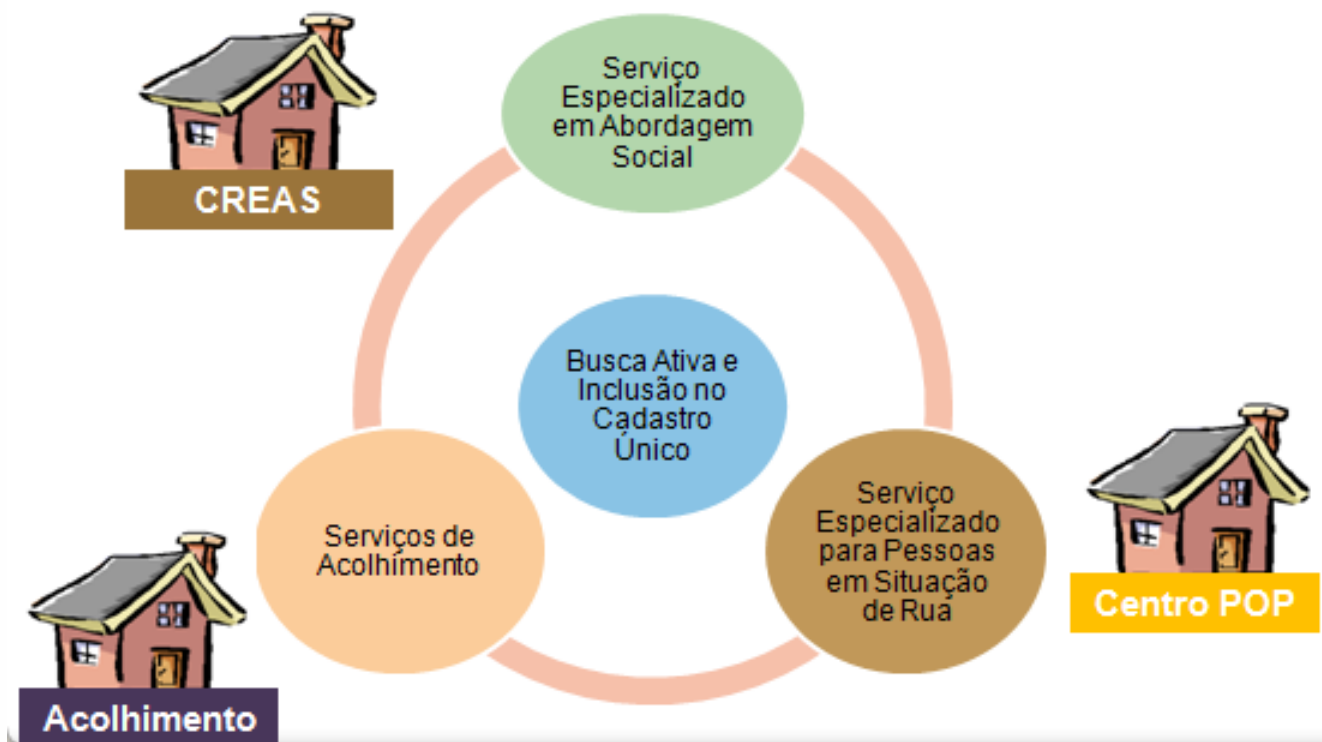 Serviço
Especializado
em Abordagem
Social
CREAS
Busca Ativa e
Inclusão no
Cadastro
Único
Serviços de
Acolhimento
Serviço
Especializado
para Pessoas
em Situação
de Rua
Centro POP
Acolhimento